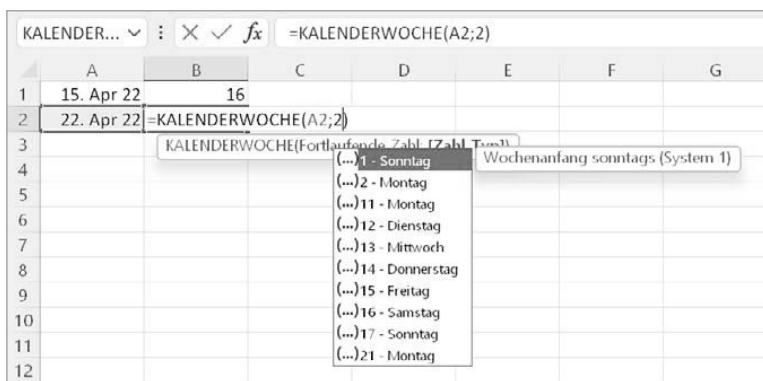 KALENDER... fx =KALENDERWOCHE(A2;2)
A B C D E F G
1 15. Apr 22 16
2 22. Apr 22 =KALENDERWOCHE(A2;2)
3 KALENDERWOCHE(Fortlaufende Zahl; [Zahl_Typ])
(...)1 - Sonntag Wochenanfang sonntags (System 1)
4 (...)2 - Montag
5 (...)11 - Montag
6 (...)12 - Dienstag
7 (...)13 - Mittwoch
8 (...)14 - Donnerstag
9 (...)15 - Freitag
10 (...)16 - Samstag
11 (...)17 - Sonntag
12 (...)21 - Montag